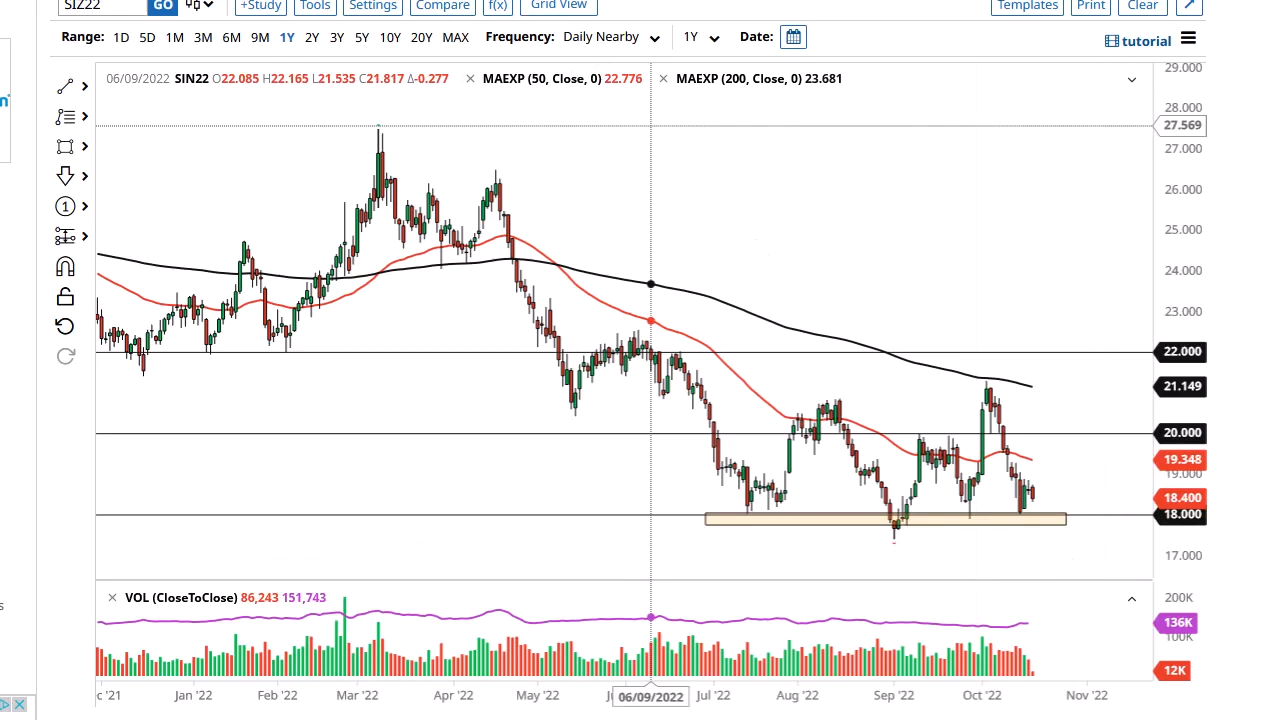 SIZ22 GO +Study Tools Settings Compare f(x) Grid View Templates Print Clear
Range: 1D 5D 1M 3M 6M 9M 1Y 2Y 3Y 5Y 10Y 20Y MAX Frequency: Daily Nearby 1Y Date:
tutorial
06/09/2022 SIN22 O22.085 H22.165 L21.535 C21.817 Δ-0.277 MAEXP (50, Close, 0) 22.776 MAEXP (200, Close, 0) 23.681
29.000
28.000
27.569
27.000
26.000
25.000
24.000
23.000
22.000
21.149
20.000
19.348
19.000
18.400
18.000
17.000
1
VOL (CloseToClose) 86,243 151,743
200K
136K
100K
12K
c '21 Jan '22 Feb '22 Mar '22 Apr '22 May '22 06/09/2022 Jul '22 Aug '22 Sep '22 Oct '22 Nov '22
n
s